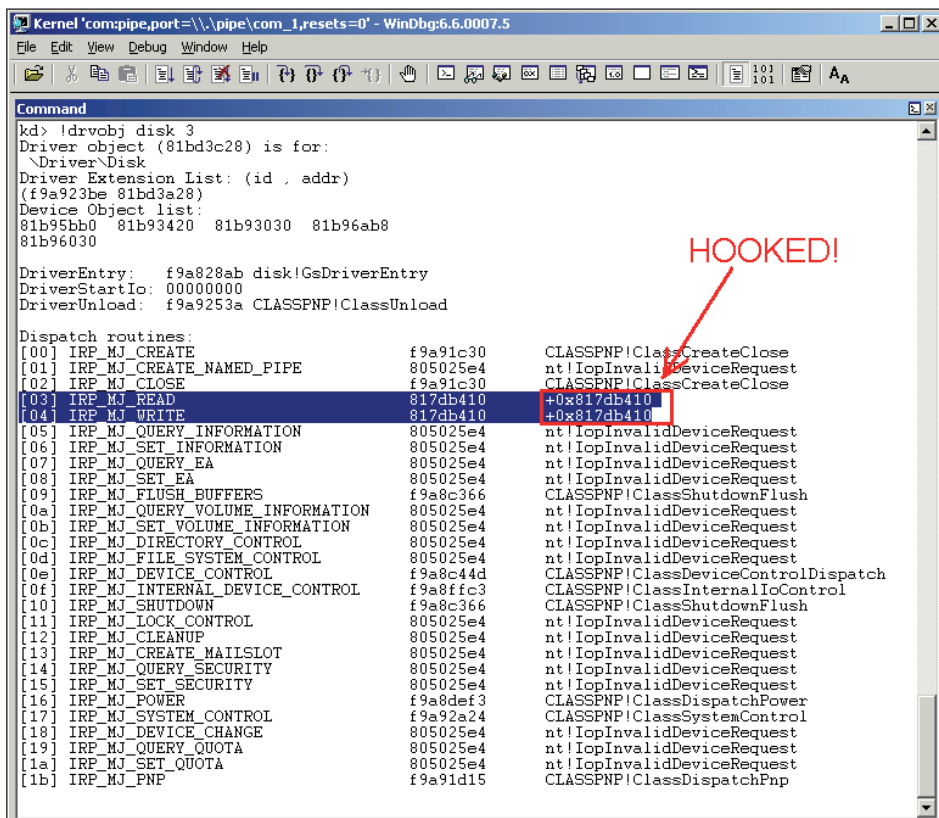 Kernel 'com:pipe,port=\\.\pipe\com_1,resets=0' - WinDbg:6.6.0007.5
File Edit View Debug Window Help
Command
kd> !drvobj disk 3
Driver object (81bd3c28) is for:
\Driver\Disk
Driver Extension List: (id , addr)
(f9a923be 81bd3a28)
Device Object list:
81b95bb0 81b93420 81b93030 81b96ab8
81b96030
HOOKED!
DriverEntry: f9a828ab disk!GsDriverEntry
DriverStartIo: 00000000
DriverUnload: f9a9253a CLASSPNP!ClassUnload
Dispatch routines:
[00] IRP_MJ_CREATE f9a91c30 CLASSPNP!ClassCreateClose
[01] IRP_MJ_CREATE_NAMED_PIPE 805025e4 nt!IopInvalidDeviceRequest
[02] IRP_MJ_CLOSE f9a91c30 CLASSPNP!ClassCreateClose
[03] IRP_MJ_READ 817db410 +0x817db410
[04] IRP_MJ_WRITE 817db410 +0x817db410
[05] IRP_MJ_QUERY_INFORMATION 805025e4 nt!IopInvalidDeviceRequest
[06] IRP_MJ_SET_INFORMATION 805025e4 nt!IopInvalidDeviceRequest
[07] IRP_MJ_QUERY_EA 805025e4 nt!IopInvalidDeviceRequest
[08] IRP_MJ_SET_EA 805025e4 nt!IopInvalidDeviceRequest
[09] IRP_MJ_FLUSH_BUFFERS f9a8c366 CLASSPNP!ClassShutdownFlush
[0a] IRP_MJ_QUERY_VOLUME_INFORMATION 805025e4 nt!IopInvalidDeviceRequest
[0b] IRP_MJ_SET_VOLUME_INFORMATION 805025e4 nt!IopInvalidDeviceRequest
[0c] IRP_MJ_DIRECTORY_CONTROL 805025e4 nt!IopInvalidDeviceRequest
[0d] IRP_MJ_FILE_SYSTEM_CONTROL 805025e4 nt!IopInvalidDeviceRequest
[0e] IRP_MJ_DEVICE_CONTROL f9a8c44d CLASSPNP!ClassDeviceControlDispatch
[0f] IRP_MJ_INTERNAL_DEVICE_CONTROL f9a8ffc3 CLASSPNP!ClassInternalIoControl
[10] IRP_MJ_SHUTDOWN f9a8c366 CLASSPNP!ClassShutdownFlush
[11] IRP_MJ_LOCK_CONTROL 805025e4 nt!IopInvalidDeviceRequest
[12] IRP_MJ_CLEANUP 805025e4 nt!IopInvalidDeviceRequest
[13] IRP_MJ_CREATE_MAILSLOT 805025e4 nt!IopInvalidDeviceRequest
[14] IRP_MJ_QUERY_SECURITY 805025e4 nt!IopInvalidDeviceRequest
[15] IRP_MJ_SET_SECURITY 805025e4 nt!IopInvalidDeviceRequest
[16] IRP_MJ_POWER f9a8def3 CLASSPNP!ClassDispatchPower
[17] IRP_MJ_SYSTEM_CONTROL f9a92a24 CLASSPNP!ClassSystemControl
[18] IRP_MJ_DEVICE_CHANGE 805025e4 nt!IopInvalidDeviceRequest
[19] IRP_MJ_QUERY_QUOTA 805025e4 nt!IopInvalidDeviceRequest
[1a] IRP_MJ_SET_QUOTA 805025e4 nt!IopInvalidDeviceRequest
[1b] IRP_MJ_PNP f9a91d15 CLASSPNP!ClassDispatchPnp